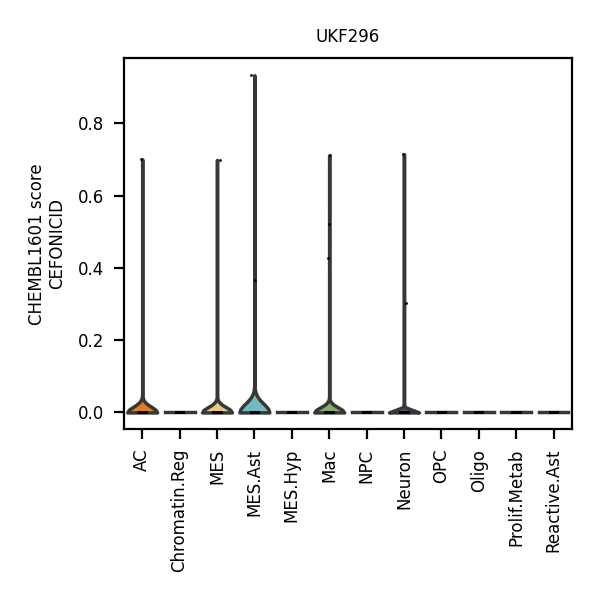 UKF296
CHEMBL1601 score
CEFONICID
0.8
0.6
0.4
0.2
0.0
AC
Chromatin.Reg
MES
MES.Ast
MES.Hyp
Mac
NPC
Neuron
OPC
Oligo
Prolif.Metab
Reactive.Ast